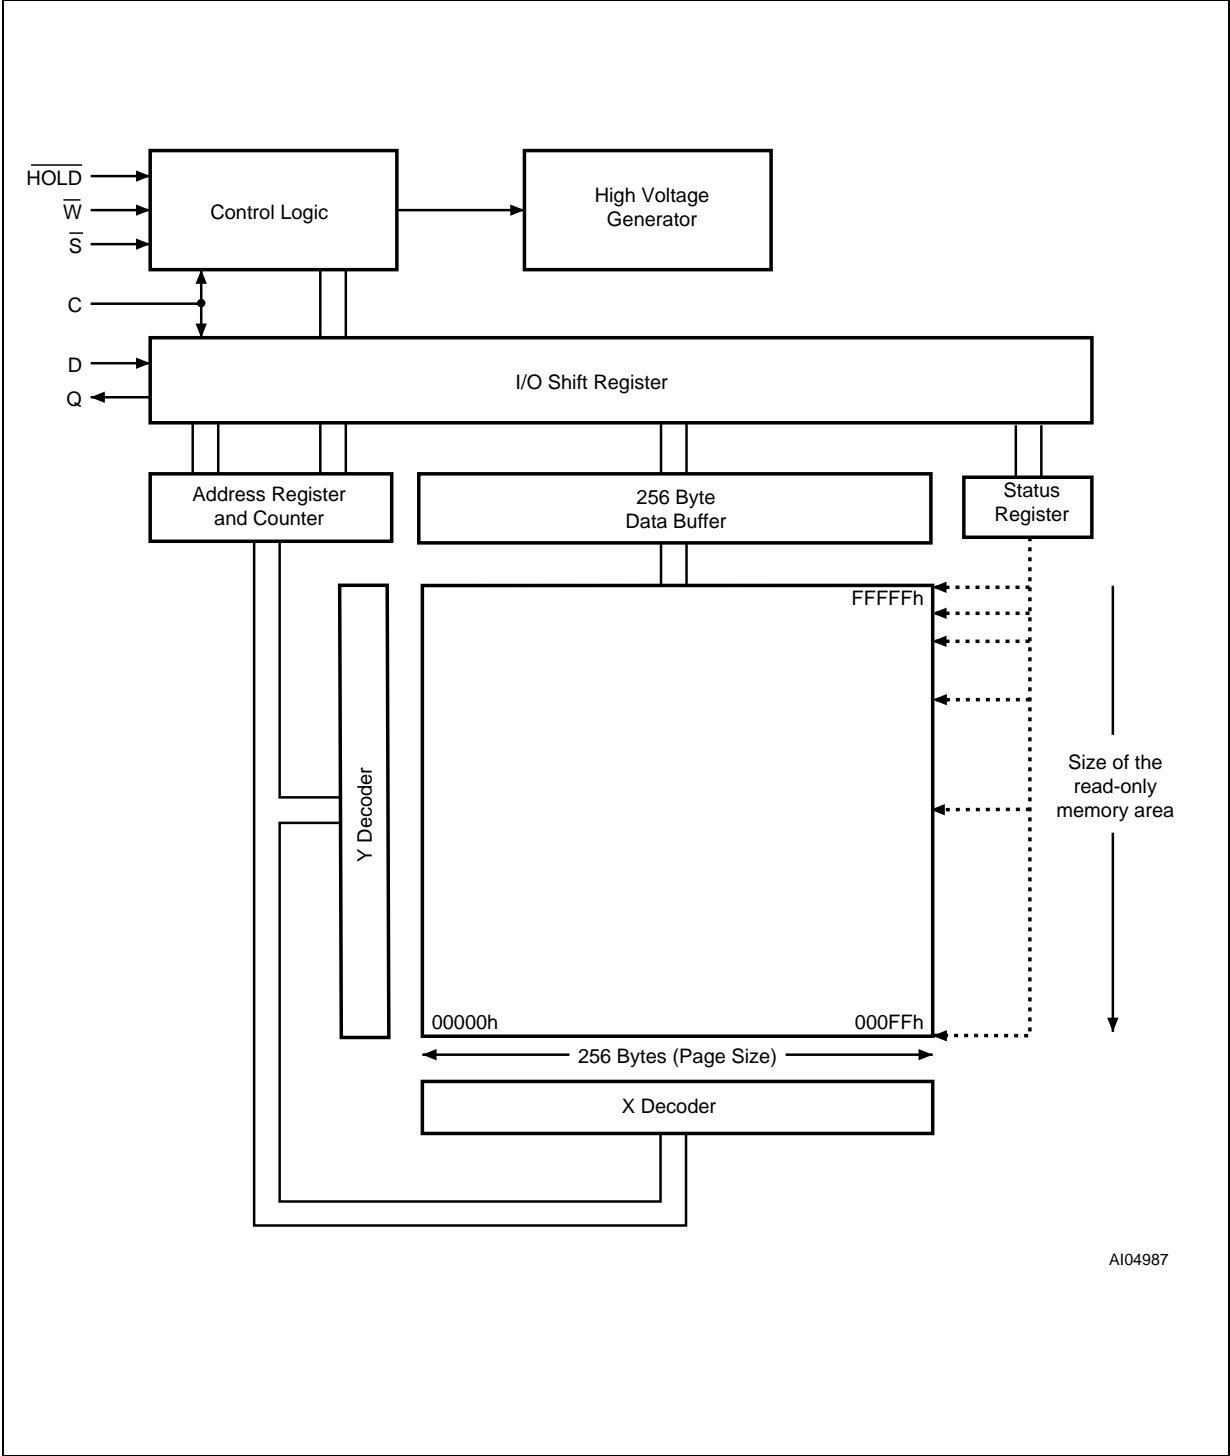 HOLD
W
S
C
D
Q
Control Logic
High Voltage
Generator
I/O Shift Register
Address Register
and Counter
256 Byte
Data Buffer
Status
Register
FFFFFh
Y Decoder
Size of the
read-only
memory area
00000h
000FFh
256 Bytes (Page Size)
X Decoder
AI04987